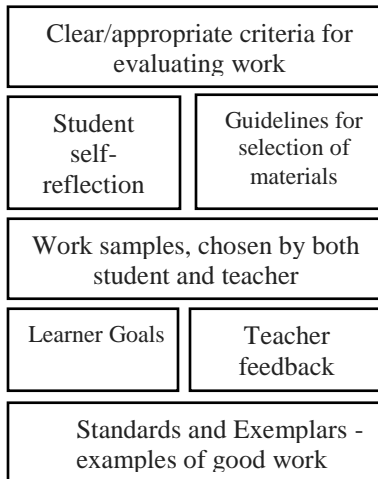 Clear/appropriate criteria for
evaluating work
Student
self-
reflection
Guidelines for
selection of
materials
Work samples, chosen by both
student and teacher
Learner Goals
Teacher
feedback
Standards and Exemplars -
examples of good work